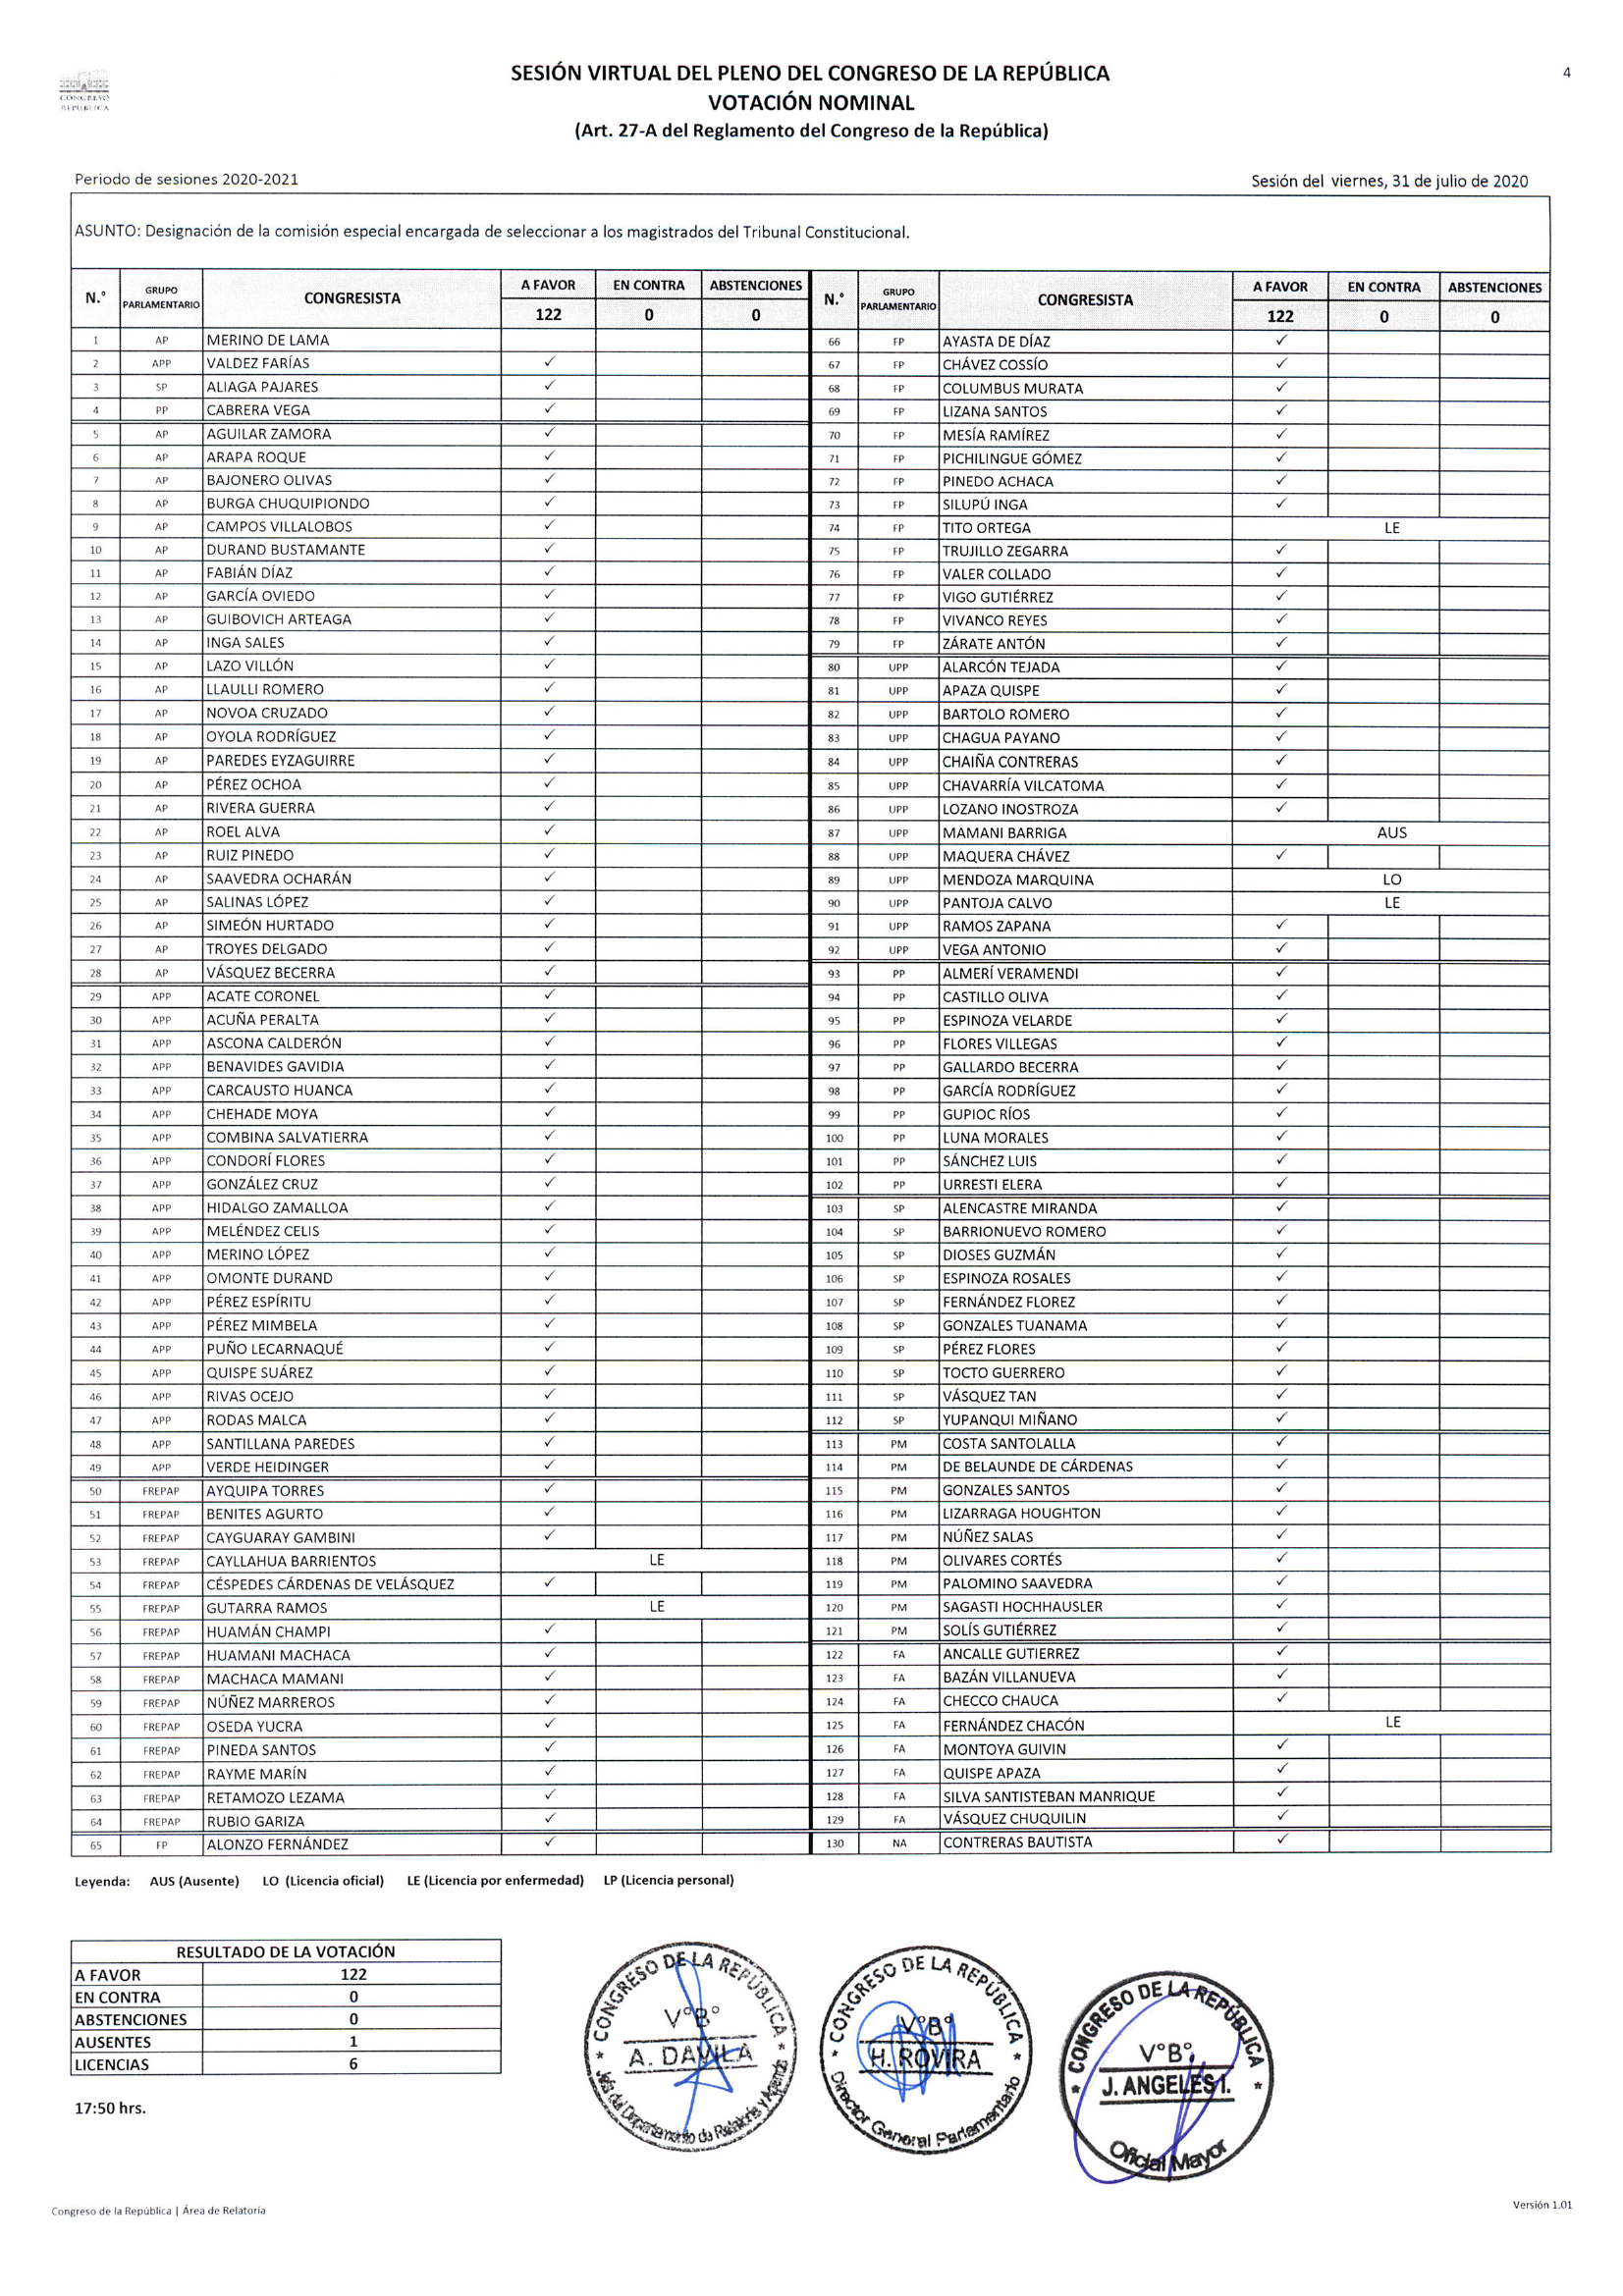 CONGRESO
REPÚBLICA
SESIÓN VIRTUAL DEL PLENO DEL CONGRESO DE LA REPÚBLICA
4
VOTACIÓN NOMINAL
(Art. 27-A del Reglamento del Congreso de la República)
Periodo de sesiones 2020-2021
Sesión del viernes, 31 de julio de 2020
ASUNTO: Designación de la comisión especial encargada de seleccionar a los magistrados del Tribunal Constitucional.
N.° GRUPO PARLAMENTARIO CONGRESISTA A FAVOR EN CONTRA ABSTENCIONES
122 0 0
1 AP MERINO DE LAMA
2 APP VALDEZ FARÍAS ✓
3 SP ALIAGA PAJARES ✓
4 PP CABRERA VEGA ✓
5 AP AGUILAR ZAMORA ✓
6 AP ARAPA ROQUE ✓
7 AP BAJONERO OLIVAS ✓
8 AP BURGA CHUQUIPIONDO ✓
9 AP CAMPOS VILLALOBOS ✓
10 AP DURAND BUSTAMANTE ✓
11 AP FABIÁN DÍAZ ✓
12 AP GARCÍA OVIEDO ✓
13 AP GUIBOVICH ARTEAGA ✓
14 AP INGA SALES ✓
15 AP LAZO VILLÓN ✓
16 AP LLAULLI ROMERO ✓
17 AP NOVOA CRUZADO ✓
18 AP OYOLA RODRÍGUEZ ✓
19 AP PAREDES EYZAGUIRRE ✓
20 AP PÉREZ OCHOA ✓
21 AP RIVERA GUERRA ✓
22 AP ROEL ALVA ✓
23 AP RUIZ PINEDO ✓
24 AP SAAVEDRA OCHARÁN ✓
25 AP SALINAS LÓPEZ ✓
26 AP SIMEÓN HURTADO ✓
27 AP TROYES DELGADO ✓
28 AP VÁSQUEZ BECERRA ✓
29 APP ACATE CORONEL ✓
30 APP ACUÑA PERALTA ✓
31 APP ASCONA CALDERÓN ✓
32 APP BENAVIDES GAVIDIA ✓
33 APP CARCAUSTO HUANCA ✓
34 APP CHEHADE MOYA ✓
35 APP COMBINA SALVATIERRA ✓
36 APP CONDORÍ FLORES ✓
37 APP GONZÁLEZ CRUZ ✓
38 APP HIDALGO ZAMALLOA ✓
39 APP MELÉNDEZ CELIS ✓
40 APP MERINO LÓPEZ ✓
41 APP OMONTE DURAND ✓
42 APP PÉREZ ESPÍRITU ✓
43 APP PÉREZ MIMBELA ✓
44 APP PUÑO LECARNAQUÉ ✓
45 APP QUISPE SUÁREZ ✓
46 APP RIVAS OCEJO ✓
47 APP RODAS MALCA ✓
48 APP SANTILLANA PAREDES ✓
49 APP VERDE HEIDINGER ✓
50 FREPAP AYQUIPA TORRES ✓
51 FREPAP BENITES AGURTO ✓
52 FREPAP CAYGUARAY GAMBINI ✓
53 FREPAP CAYLLAHUA BARRIENTOS LE
54 FREPAP CÉSPEDES CÁRDENAS DE VELÁSQUEZ ✓
55 FREPAP GUTARRA RAMOS LE
56 FREPAP HUAMÁN CHAMPI ✓
57 FREPAP HUAMANI MACHACA ✓
58 FREPAP MACHACA MAMANI ✓
59 FREPAP NÚÑEZ MARREROS ✓
60 FREPAP OSEDA YUCRA ✓
61 FREPAP PINEDA SANTOS ✓
62 FREPAP RAYME MARÍN ✓
63 FREPAP RETAMOZO LEZAMA ✓
64 FREPAP RUBIO GARIZA ✓
65 FP ALONZO FERNÁNDEZ ✓
N.° GRUPO PARLAMENTARIO CONGRESISTA A FAVOR EN CONTRA ABSTENCIONES
122 0 0
66 FP AYASTA DE DÍAZ ✓
67 FP CHÁVEZ COSSÍO ✓
68 FP COLUMBUS MURATA ✓
69 FP LIZANA SANTOS ✓
70 FP MESÍA RAMÍREZ ✓
71 FP PICHILINGUE GÓMEZ ✓
72 FP PINEDO ACHACA ✓
73 FP SILUPÚ INGA ✓
74 FP TITO ORTEGA LE
75 FP TRUJILLO ZEGARRA ✓
76 FP VALER COLLADO ✓
77 FP VIGO GUTIÉRREZ ✓
78 FP VIVANCO REYES ✓
79 FP ZÁRATE ANTÓN ✓
80 UPP ALARCÓN TEJADA ✓
81 UPP APAZA QUISPE ✓
82 UPP BARTOLO ROMERO ✓
83 UPP CHAGUA PAYANO ✓
84 UPP CHAIÑA CONTRERAS ✓
85 UPP CHAVARRÍA VILCATOMA ✓
86 UPP LOZANO INOSTROZA ✓
87 UPP MAMANI BARRIGA AUS
88 UPP MAQUERA CHÁVEZ ✓
89 UPP MENDOZA MARQUINA LO
90 UPP PANTOJA CALVO LE
91 UPP RAMOS ZAPANA ✓
92 UPP VEGA ANTONIO ✓
93 PP ALMERÍ VERAMENDI ✓
94 PP CASTILLO OLIVA ✓
95 PP ESPINOZA VELARDE ✓
96 PP FLORES VILLEGAS ✓
97 PP GALLARDO BECERRA ✓
98 PP GARCÍA RODRÍGUEZ ✓
99 PP GUPIOC RÍOS ✓
100 PP LUNA MORALES ✓
101 PP SÁNCHEZ LUIS ✓
102 PP URRESTI ELERA ✓
103 SP ALENCASTRE MIRANDA ✓
104 SP BARRIONUEVO ROMERO ✓
105 SP DIOSES GUZMÁN ✓
106 SP ESPINOZA ROSALES ✓
107 SP FERNÁNDEZ FLOREZ ✓
108 SP GONZALES TUANAMA ✓
109 SP PÉREZ FLORES ✓
110 SP TOCTO GUERRERO ✓
111 SP VÁSQUEZ TAN ✓
112 SP YUPANQUI MIÑANO ✓
113 PM COSTA SANTOLALLA ✓
114 PM DE BELAUNDE DE CÁRDENAS ✓
115 PM GONZALES SANTOS ✓
116 PM LIZARRAGA HOUGHTON ✓
117 PM NÚÑEZ SALAS ✓
118 PM OLIVARES CORTÉS ✓
119 PM PALOMINO SAAVEDRA ✓
120 PM SAGASTI HOCHHAUSLER ✓
121 PM SOLÍS GUTIÉRREZ ✓
122 FA ANCALLE GUTIERREZ ✓
123 FA BAZÁN VILLANUEVA ✓
124 FA CHECCO CHAUCA ✓
125 FA FERNÁNDEZ CHACÓN LE
126 FA MONTOYA GUIVIN ✓
127 FA QUISPE APAZA ✓
128 FA SILVA SANTISTEBAN MANRIQUE ✓
129 FA VÁSQUEZ CHUQUILIN ✓
130 NA CONTRERAS BAUTISTA ✓
Leyenda: AUS (Ausente) LO (Licencia oficial) LE (Licencia por enfermedad) LP (Licencia personal)
RESULTADO DE LA VOTACIÓN
A FAVOR 122
EN CONTRA 0
ABSTENCIONES 0
AUSENTES 1
LICENCIAS 6
17:50 hrs.
* CONGRESO DE LA REPÚBLICA *
V°B°
A. DAVILA
Jefa del Departamento de Relatoría y Agenda
* CONGRESO DE LA REPÚBLICA *
V°B°
H. ROVIRA
Director General Parlamentario
* CONGRESO DE LA REPÚBLICA *
V°B°
J. ANGELES I.
Oficial Mayor
Congreso de la República | Área de Relatoría
Versión 1.01